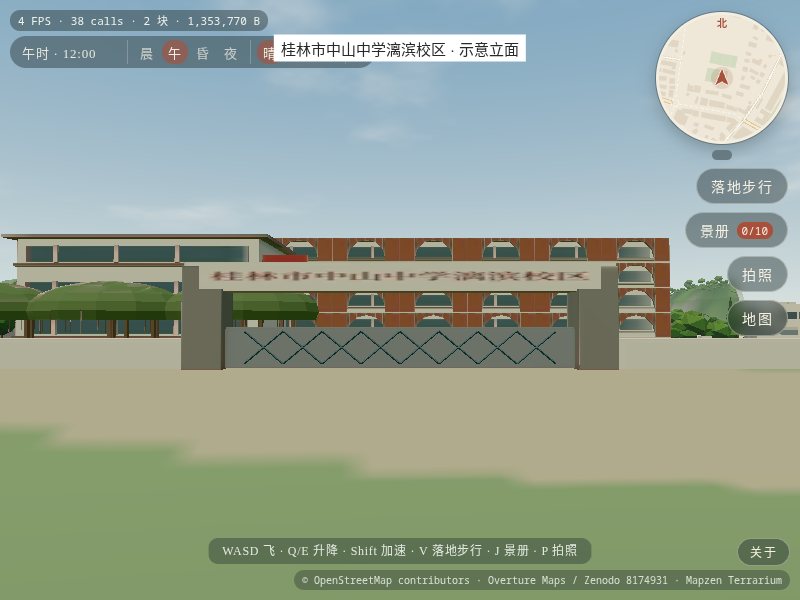 4 FPS · 38 calls · 2 块 · 1,353,770 B
午时 · 12:00 晨 午 昏 夜 晴
桂林市中山中学漓滨校区 · 示意立面
北
落地步行
景册 0/10
拍照
地图
桂林市中山中学漓滨校区
WASD 飞 · Q/E 升降 · Shift 加速 · V 落地步行 · J 景册 · P 拍照
关于
© OpenStreetMap contributors · Overture Maps / Zenodo 8174931 · Mapzen Terrarium